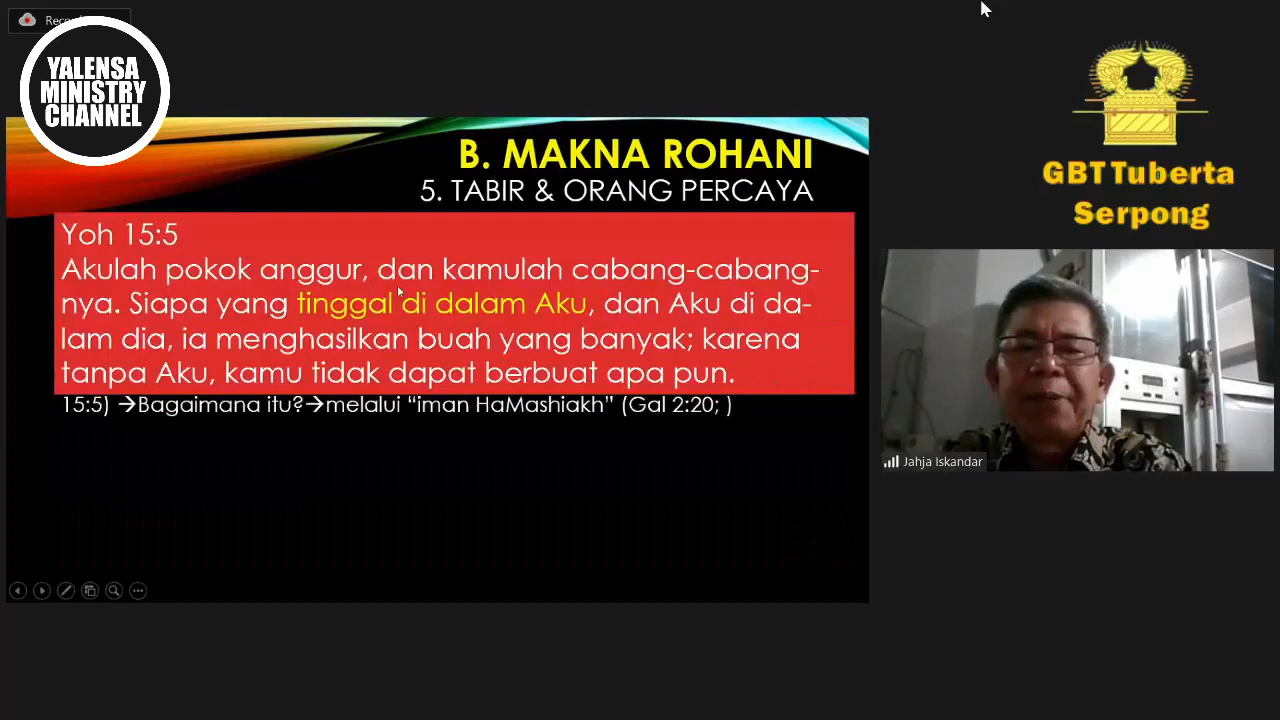 YALENSA
MINISTRY
CHANNEL
B. MAKNA ROHANI
5. TABIR & ORANG PERCAYA
Yoh 15:5
Akulah pokok anggur, dan kamulah cabang-cabang-
nya. Siapa yang tinggal di dalam Aku, dan Aku di da-
lam dia, ia menghasilkan buah yang banyak; karena
tanpa Aku, kamu tidak dapat berbuat apa pun.
15:5) →Bagaimana itu?→melalui “iman HaMashiakh” (Gal 2:20; )
GBT Tuberta
Serpong
Jahja Iskandar